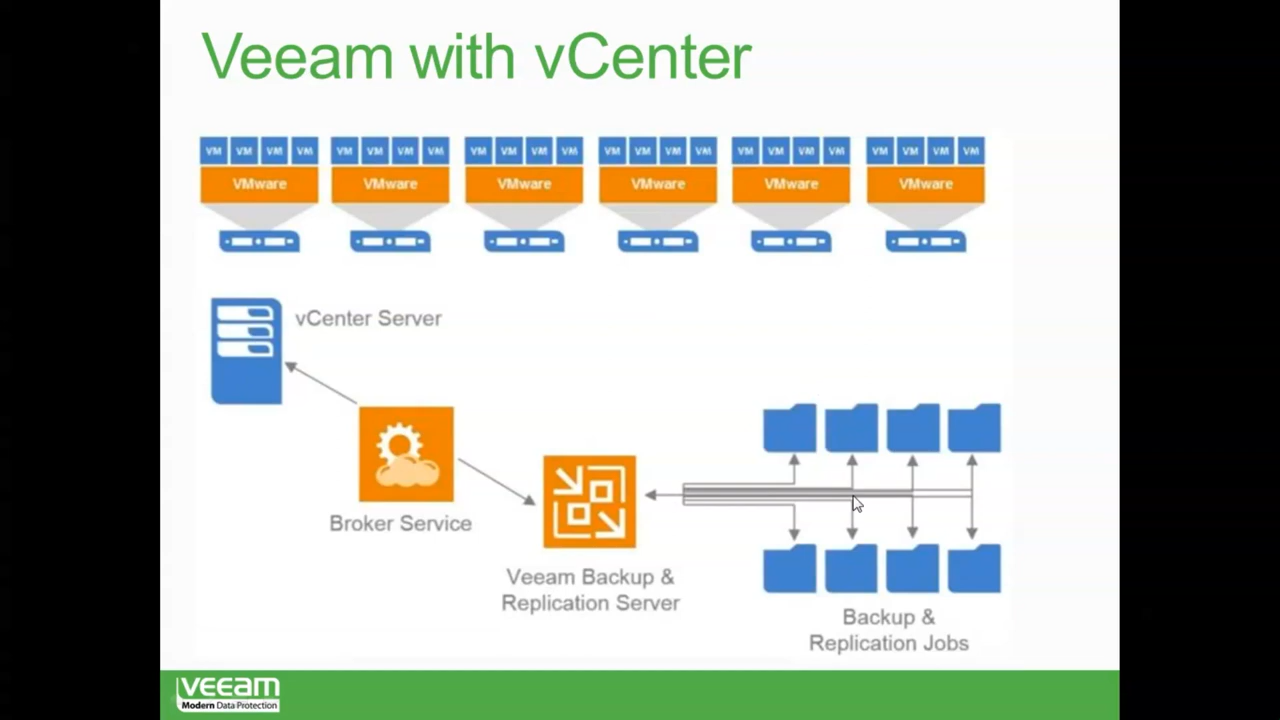 Veeam with vCenter
VM VM VM VM VM VM VM VM VM VM VM VM VM VM VM VM VM VM VM VM VM VM VM VM
VMware VMware VMware VMware VMware VMware
vCenter Server
Broker Service
Veeam Backup &
Replication Server
Backup &
Replication Jobs
veeam
Modern Data Protection